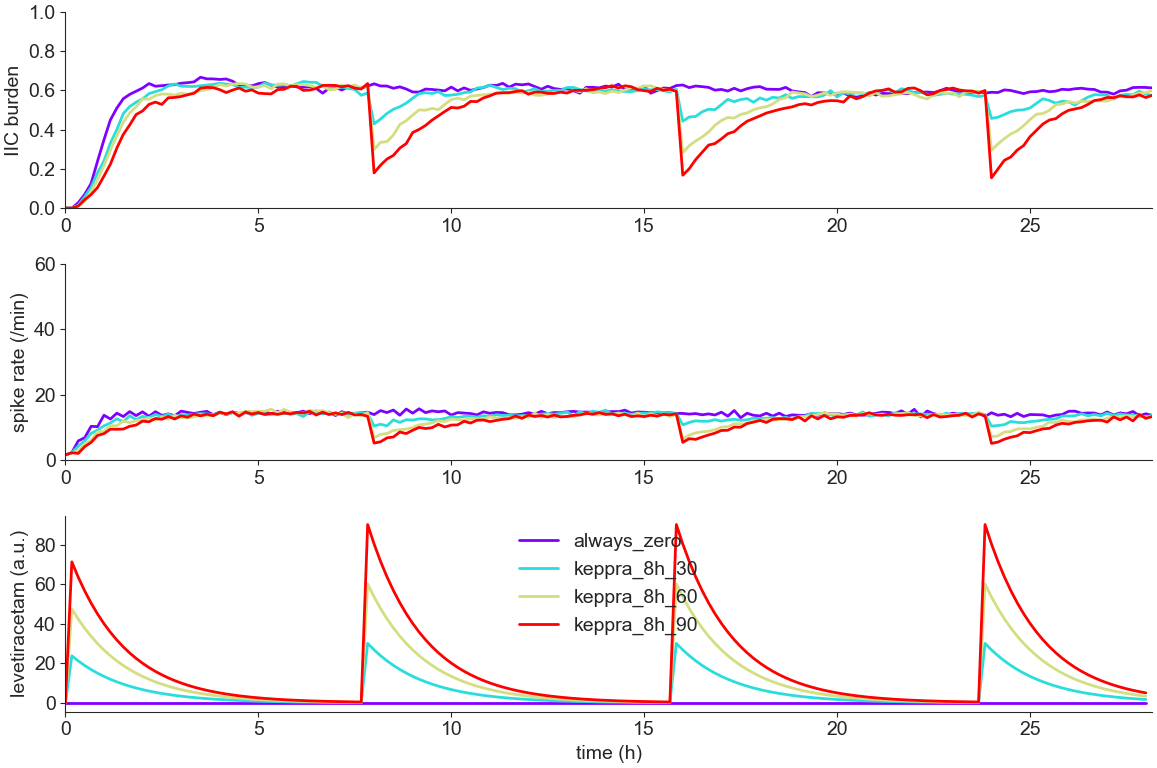 IIC burden
1.0
0.8
0.6
0.4
0.2
0.0
0 5 10 15 20 25
spike rate (/min)
60
40
20
0
0 5 10 15 20 25
levetiracetam (a.u.)
80
60
40
20
0
always_zero
keppra_8h_30
keppra_8h_60
keppra_8h_90
0 5 10 15 20 25
time (h)